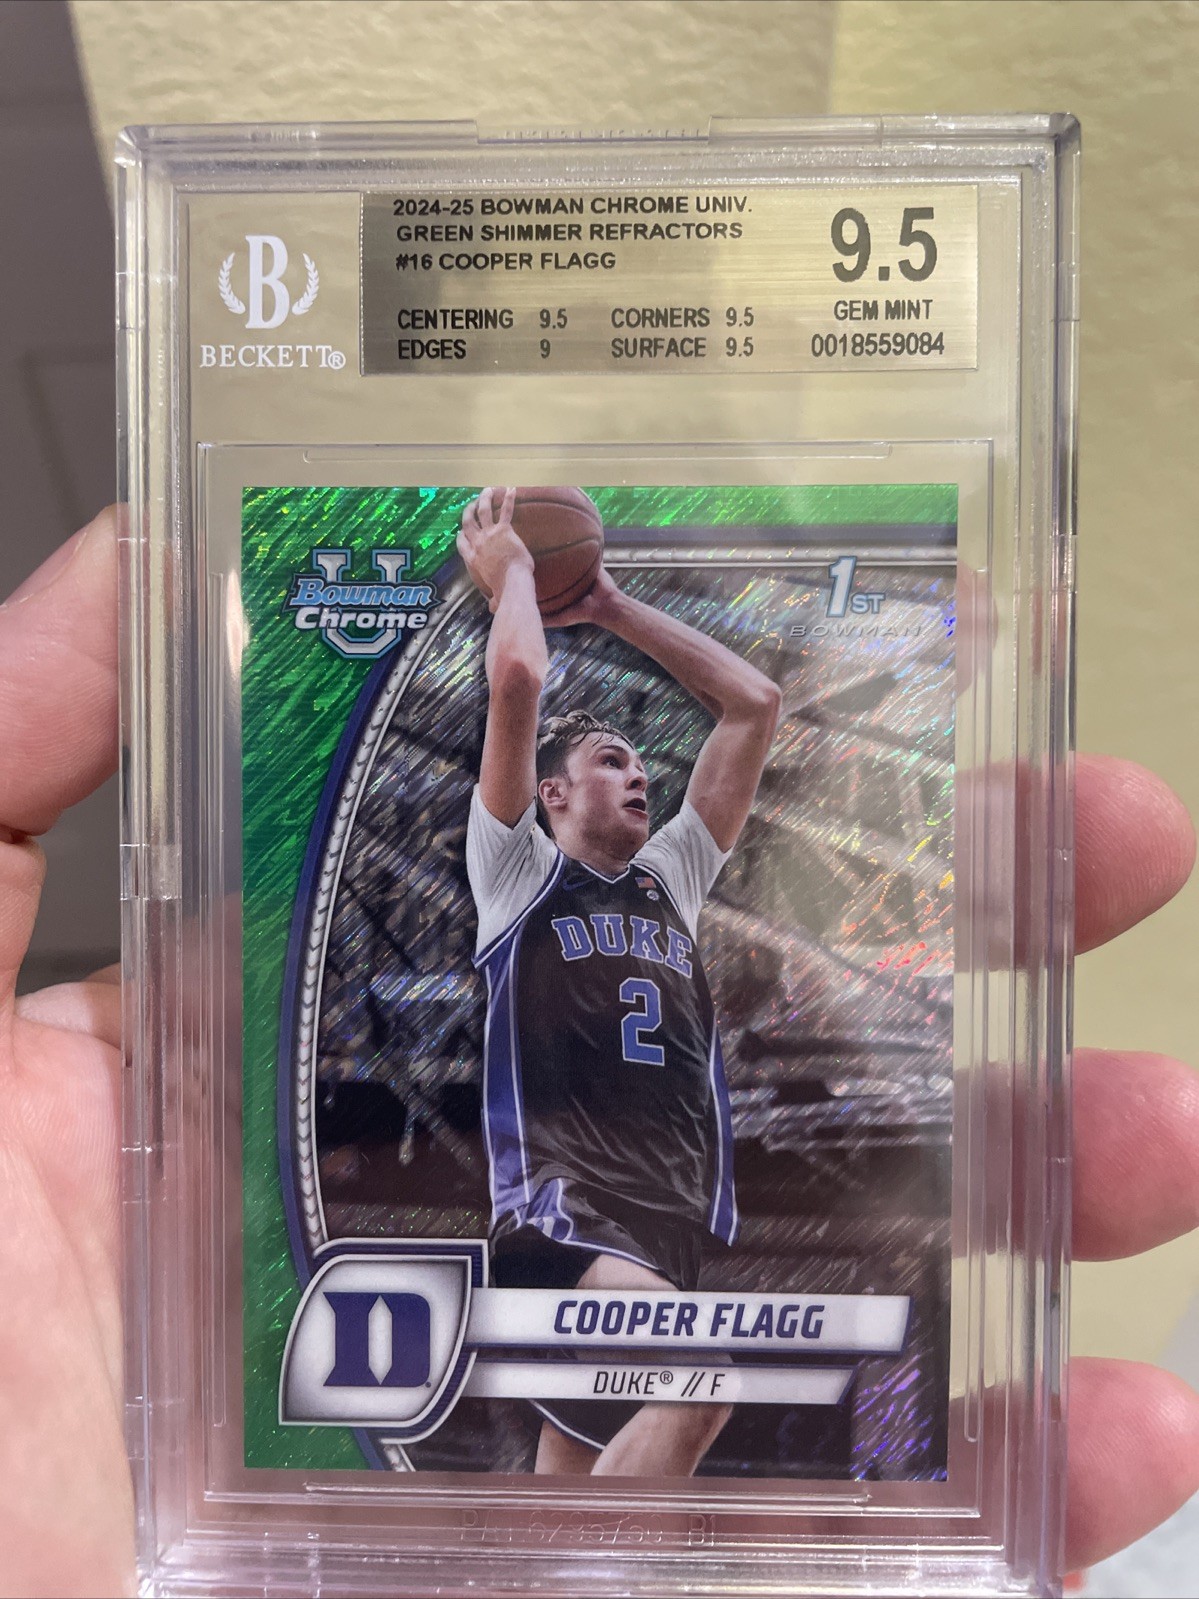 2024-25 BOWMAN CHROME UNIV.
GREEN SHIMMER REFRACTORS
#16 COOPER FLAGG
9.5
GEM MINT
CENTERING 9.5 CORNERS 9.5
EDGES 9 SURFACE 9.5
0018559084
B
BECKETT®
U
Bowman
Chrome
1ST
BOWMAN
DUKE
2
D
COOPER FLAGG
DUKE® // F